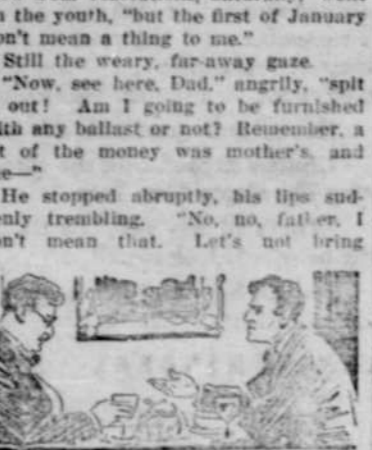 the youth, "but the first of January
on't mean a thing to me."
Still the weary, far-away gaze.
"Now, see here, Dad," angrily, "spit
out! Am I going to be furnished
ith any ballast or not? Remember, a
t of the money was mother's, and
e—"
He stopped abruptly, his lips sud-
enly trembling. "No, no, father, I
on't mean that. Let's not bring